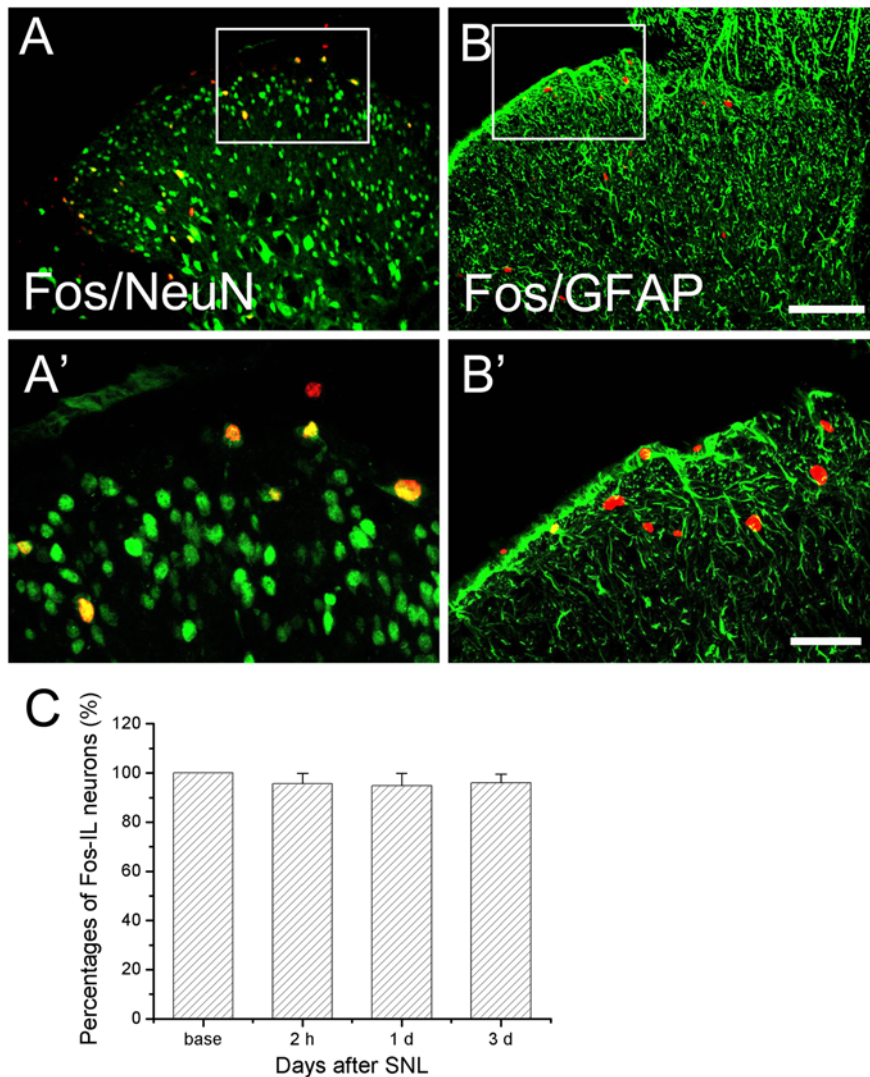 A
B
Fos/NeuN
Fos/GFAP
A’
B’
C
Percentages of Fos-IL neurons (%)
120
100
80
60
40
20
0
base
2 h
1 d
3 d
Days after SNL